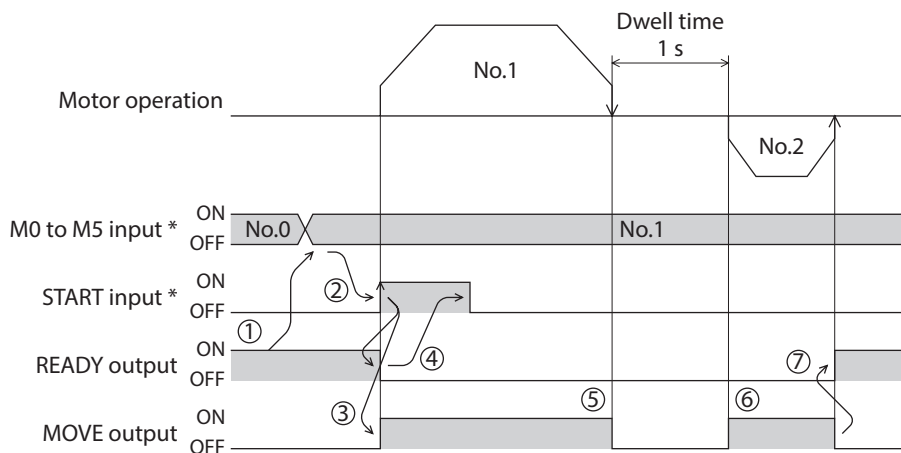 Dwell time
1 s
No.1
Motor operation
No.2
M0 to M5 input *
ON
OFF
No.0
No.1
START input *
ON
OFF
②
①
READY output
ON
OFF
④
⑦
③
⑤
⑥
MOVE output
ON
OFF